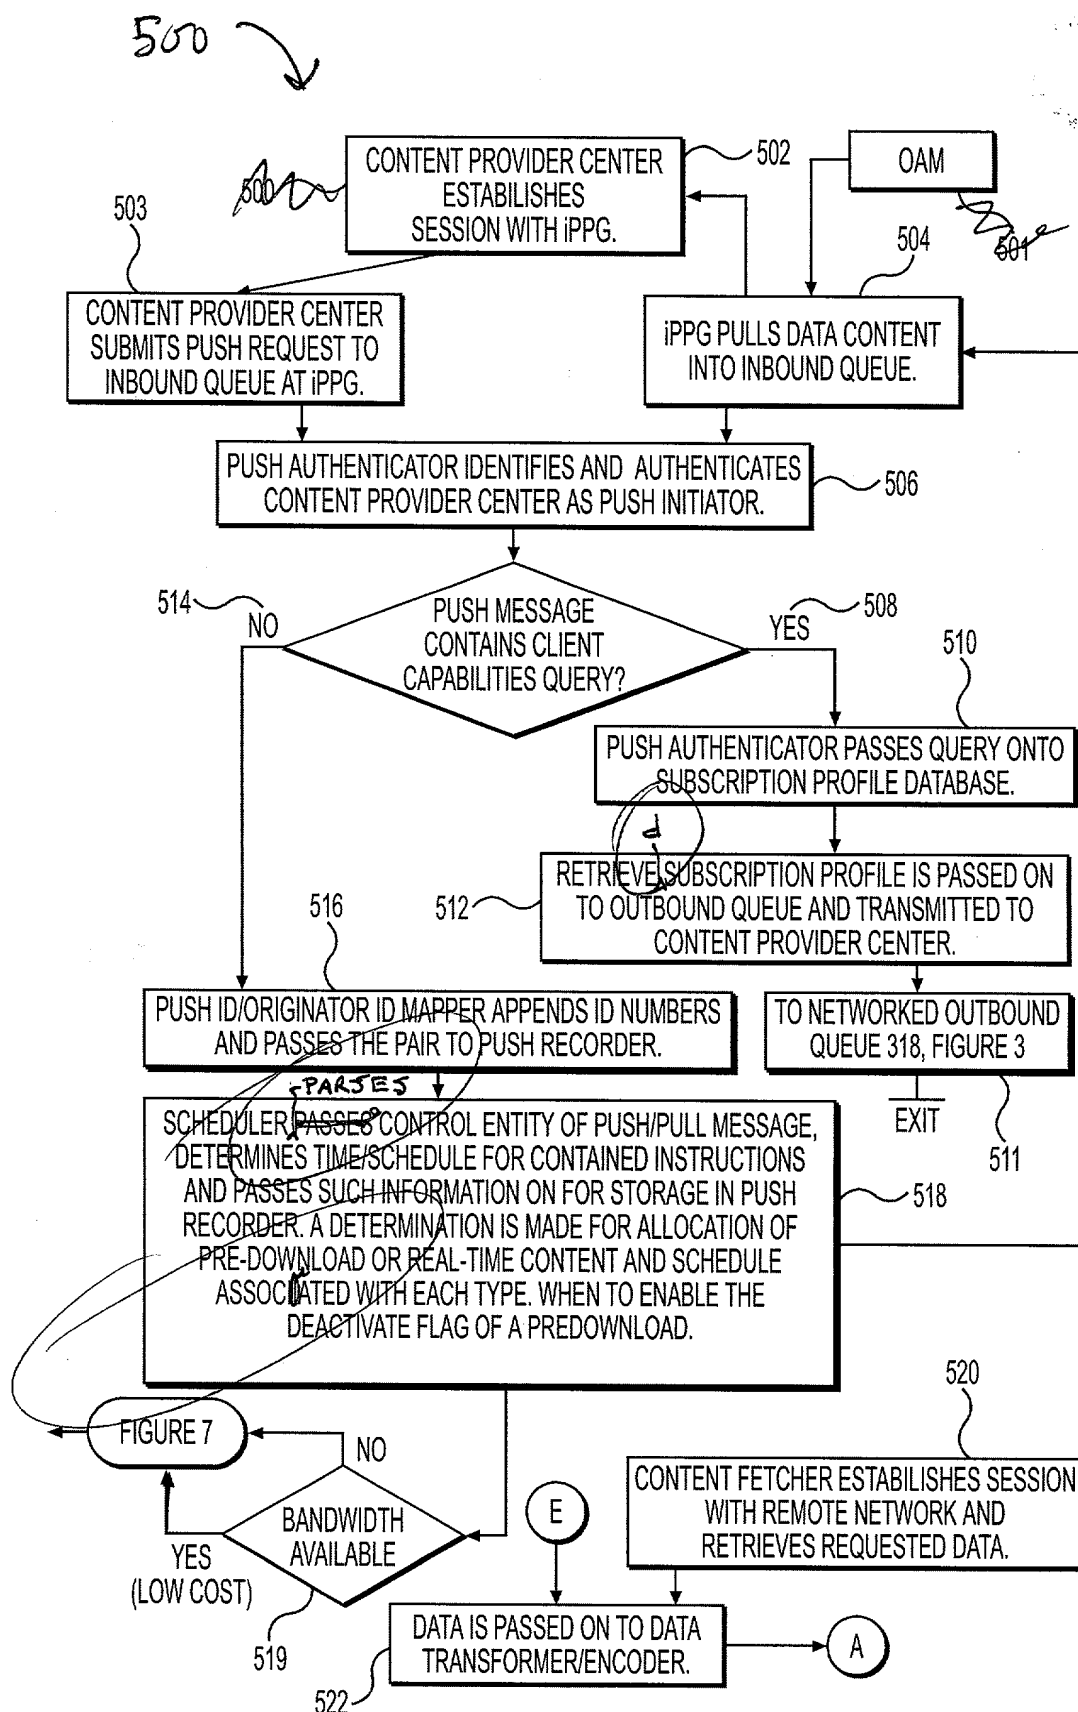 500
CONTENT PROVIDER CENTER
ESTABILISHES
SESSION WITH iPPG.
502
500
OAM
501
503
504
CONTENT PROVIDER CENTER
SUBMITS PUSH REQUEST TO
INBOUND QUEUE AT iPPG.
iPPG PULLS DATA CONTENT
INTO INBOUND QUEUE.
PUSH AUTHENTICATOR IDENTIFIES AND AUTHENTICATES
CONTENT PROVIDER CENTER AS PUSH INITIATOR.
506
514
NO
PUSH MESSAGE
CONTAINS CLIENT
CAPABILITIES QUERY?
YES
508
510
PUSH AUTHENTICATOR PASSES QUERY ONTO
SUBSCRIPTION PROFILE DATABASE.
d
RETRIEVE SUBSCRIPTION PROFILE IS PASSED ON
TO OUTBOUND QUEUE AND TRANSMITTED TO
CONTENT PROVIDER CENTER.
512
516
PUSH ID/ORIGINATOR ID MAPPER APPENDS ID NUMBERS
AND PASSES THE PAIR TO PUSH RECORDER.
TO NETWORKED OUTBOUND
QUEUE 318, FIGURE 3
EXIT
511
PARSES
SCHEDULER PASSES CONTROL ENTITY OF PUSH/PULL MESSAGE,
DETERMINES TIME/SCHEDULE FOR CONTAINED INSTRUCTIONS
AND PASSES SUCH INFORMATION ON FOR STORAGE IN PUSH
RECORDER. A DETERMINATION IS MADE FOR ALLOCATION OF
PRE-DOWNLOAD OR REAL-TIME CONTENT AND SCHEDULE
ASSOCIATED WITH EACH TYPE. WHEN TO ENABLE THE
DEACTIVATE FLAG OF A PREDOWNLOAD.
518
FIGURE 7
NO
BANDWIDTH
AVAILABLE
YES
(LOW COST)
519
520
CONTENT FETCHER ESTABILISHES SESSION
WITH REMOTE NETWORK AND
RETRIEVES REQUESTED DATA.
E
DATA IS PASSED ON TO DATA
TRANSFORMER/ENCODER.
522
A